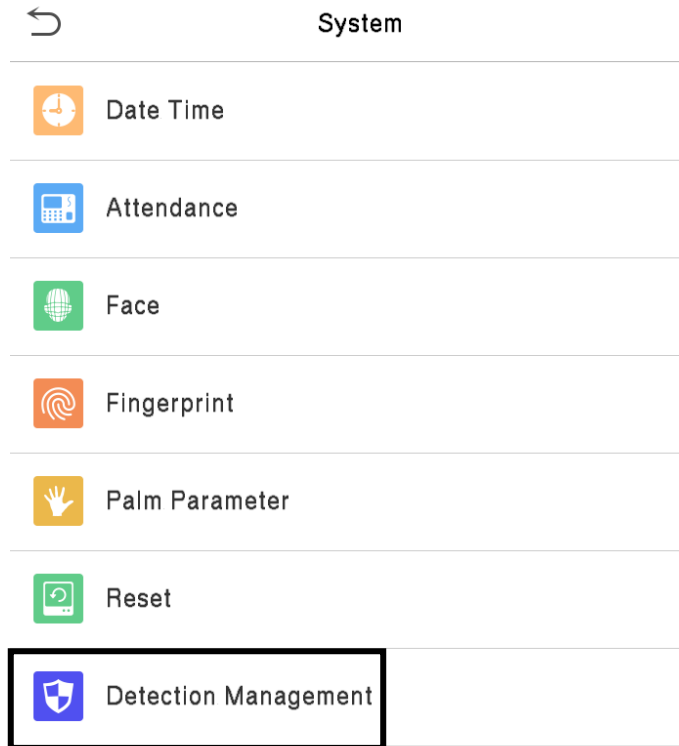 System
Date Time
Attendance
Face
Fingerprint
Palm Parameter
Reset
Detection Management